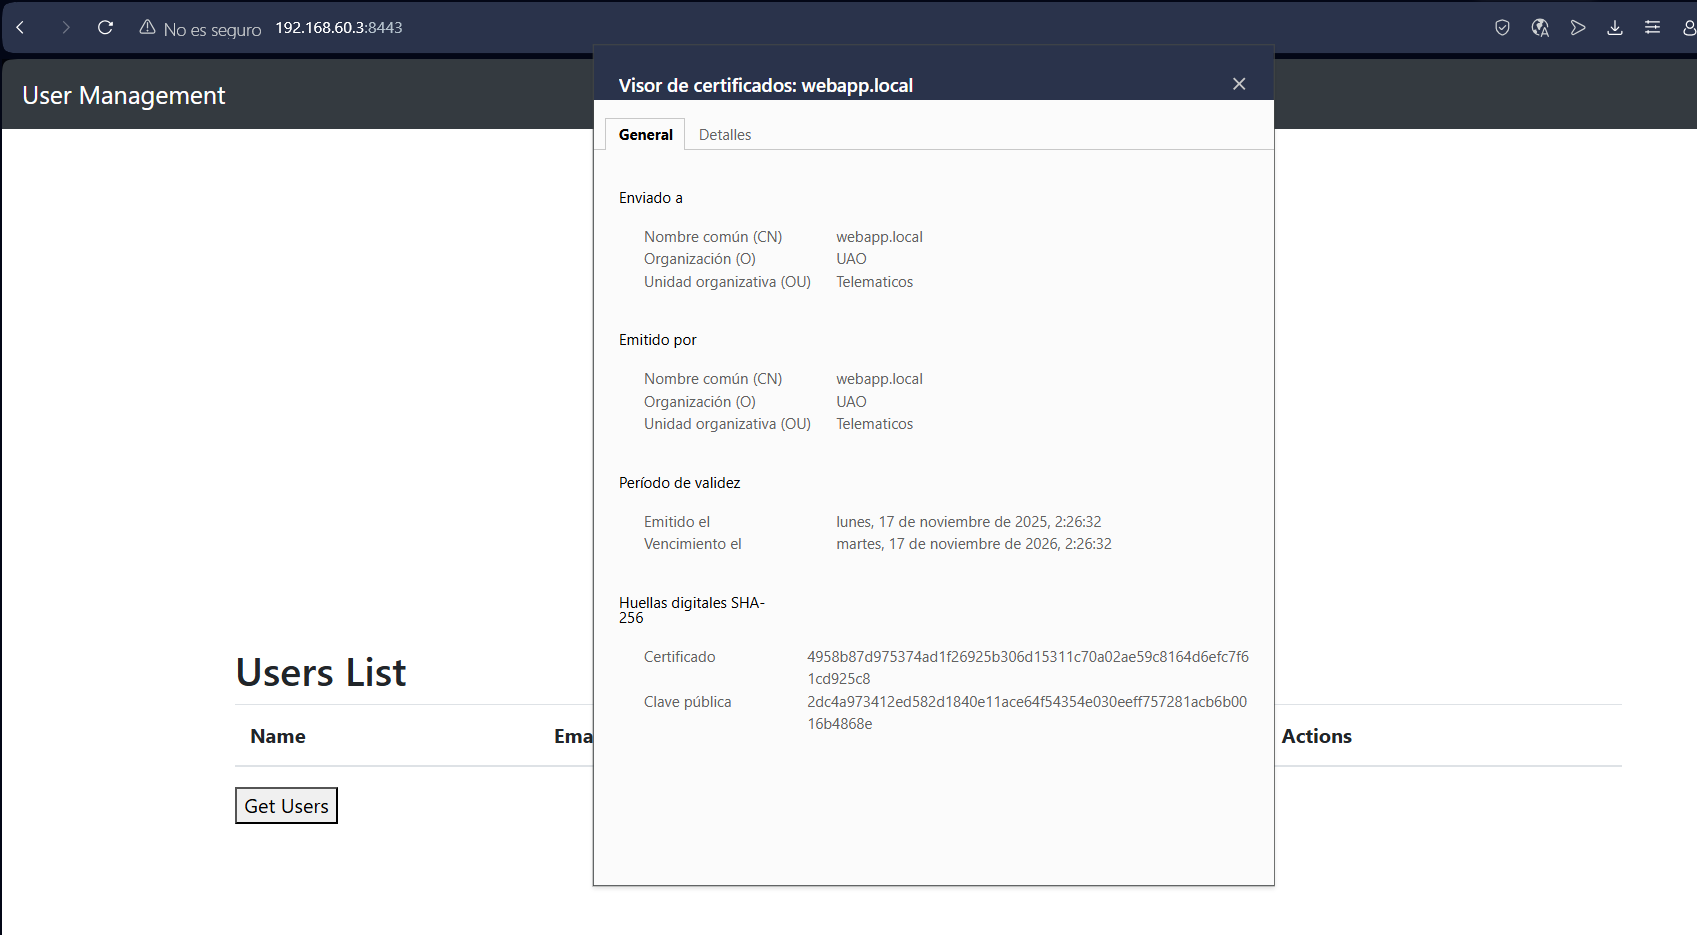 No es seguro 192.168.60.3:8443
User Management
Visor de certificados: webapp.local
General Detalles
Enviado a
Nombre común (CN) webapp.local
Organización (O) UAO
Unidad organizativa (OU) Telematicos
Emitido por
Nombre común (CN) webapp.local
Organización (O) UAO
Unidad organizativa (OU) Telematicos
Período de validez
Emitido el lunes, 17 de noviembre de 2025, 2:26:32
Vencimiento el martes, 17 de noviembre de 2026, 2:26:32
Huellas digitales SHA-
256
Certificado 4958b87d975374ad1f26925b306d15311c70a02ae59c8164d6efc7f6
1cd925c8
Clave pública 2dc4a973412ed582d1840e11ace64f54354e030eeff757281acb6b00
16b4868e
Users List
Name Ema Actions
Get Users